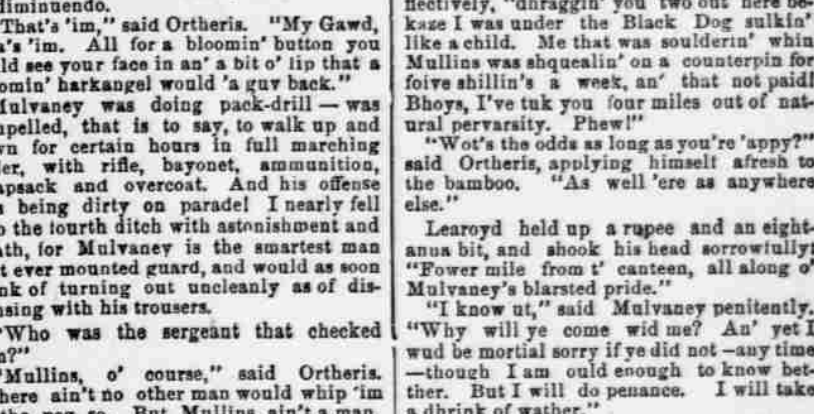 diminuendo.
"That's 'im," said Ortheris. "My Gawd,
'im. All for a bloomin' button you
see your face in an' a bit o' lip that a
harkangel would 'a guv back."
Mulvaney was doing pack-drill — was
that is to say, to walk up and
for certain hours in full marching
with rifle, bayonet, ammunition,
and overcoat. And his offense
being dirty on parade! I nearly fell
the fourth ditch with astonishment and
for Mulvaney is the smartest man
ever mounted guard, and would as soon
of turning out uncleanly as of dis-
with his trousers.
"Who was the sergeant that checked
"Mullins, o' course," said Ortheris.
ain't no other man would whip 'im
But Mullins ain't a man.
"dhraggin' you two out here be-
kaze I was under the Black Dog sulkin'
like a child. Me that was soulderin' whin
Mullins was shquealin' on a counterpin for
foive shillin's a week, an' that not paid!
Bhoys, I've tuk you four miles out of nat-
ural pervarsity. Phew!"
"Wot's the odds as long as you're 'appy?"
said Ortheris, applying himself afresh to
the bamboo. "As well 'ere as anywhere
else."
Learoyd held up a rupee and an eight-
anna bit, and shook his head sorrowfully:
"Fower mile from t' canteen, all along o'
Mulvaney's blarsted pride."
"I know ut," said Mulvaney penitently.
"Why will ye come wid me? An' yet I
wud be mortial sorry if ye did not —any time
—though I am ould enough to know bet-
ther. But I will do penance. I will take
a dhrink of wather."